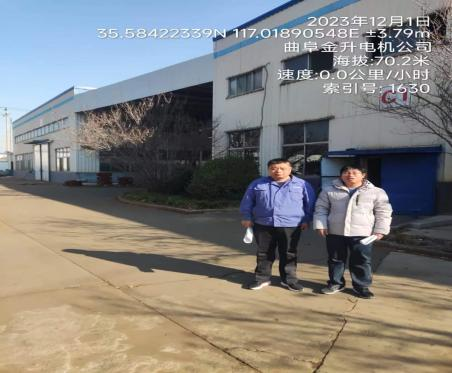 2023年12月1日
35.58422339N 117.01890548E ±3.79m
曲阜金升电机公司
海拔:70.2米
速度:0.0公里/小时
索引号: 1630
C1